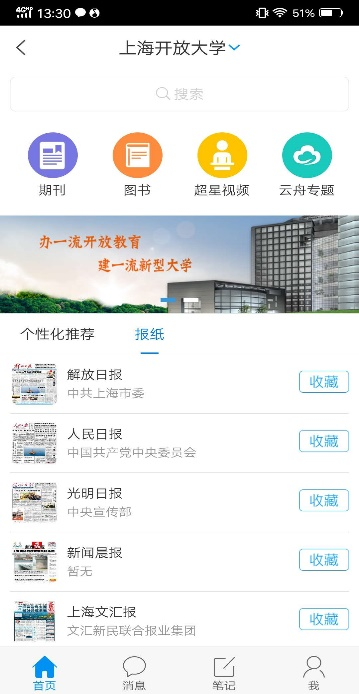 4G 13:30 51%
上海开放大学
搜索
期刊 图书 超星视频 云舟专题
办一流开放教育
建一流新型大学
个性化推荐 报纸
解放日报
中共上海市委
收藏
人民日报
中国共产党中央委员会
收藏
光明日报
中央宣传部
收藏
新闻晨报
暂无
收藏
上海文汇报
文汇新民联合报业集团
收藏
首页 消息 笔记 我